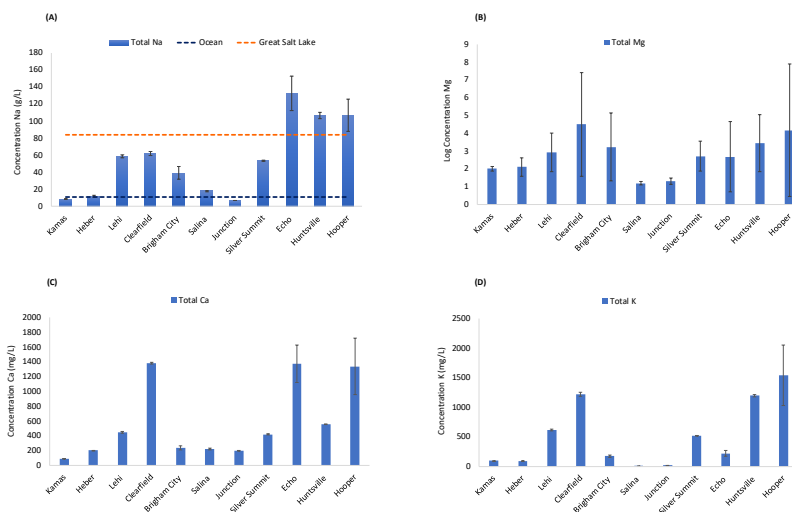 (A)
Total Na Ocean Great Salt Lake
Concentration Na (g/L)
180
160
140
120
100
80
60
40
20
0
Kamas Heber Lehi Clearfield Brigham City Salina Junction Silver Summit Echo Huntsville Hooper
(B)
Total Mg
Log Concentration Mg
9
8
7
6
5
4
3
2
1
0
Kamas Heber Lehi Clearfield Brigham City Salina Junction Silver Summit Echo Huntsville Hooper
(C)
Total Ca
Concentration Ca (mg/L)
2000
1800
1600
1400
1200
1000
800
600
400
200
0
Kamas Heber Lehi Clearfield Brigham City Salina Junction Silver Summit Echo Huntsville Hooper
(D)
Total K
Concentration K (mg/L)
2500
2000
1500
1000
500
0
Kamas Heber Lehi Clearfield Brigham City Salina Junction Silver Summit Echo Huntsville Hooper